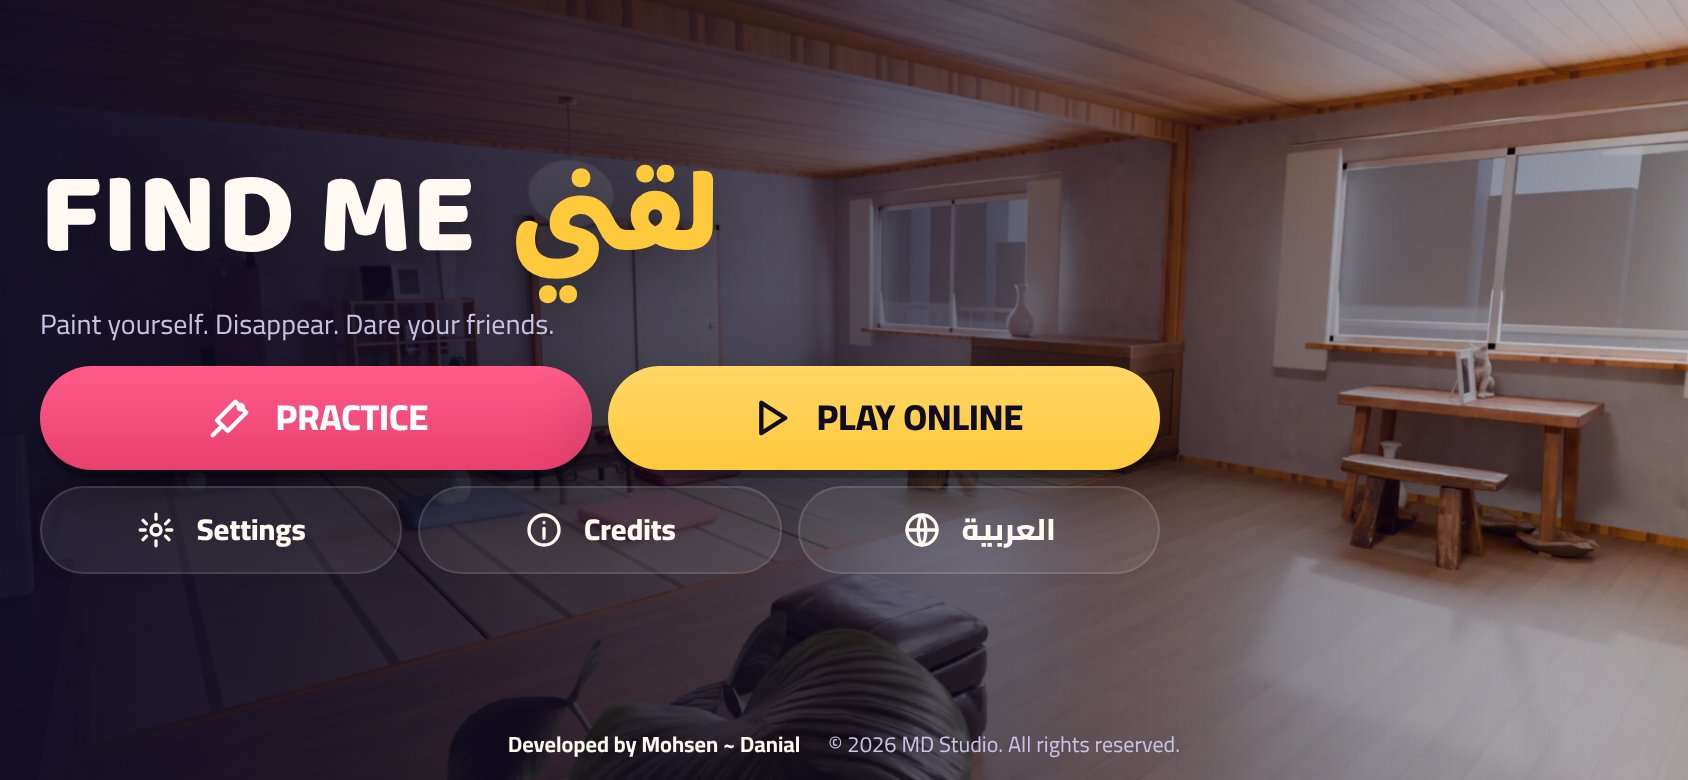 FIND ME لقني
Paint yourself. Disappear. Dare your friends.
PRACTICE
PLAY ONLINE
Settings
Credits
العربية
Developed by Mohsen ~ Danial © 2026 MD Studio. All rights reserved.